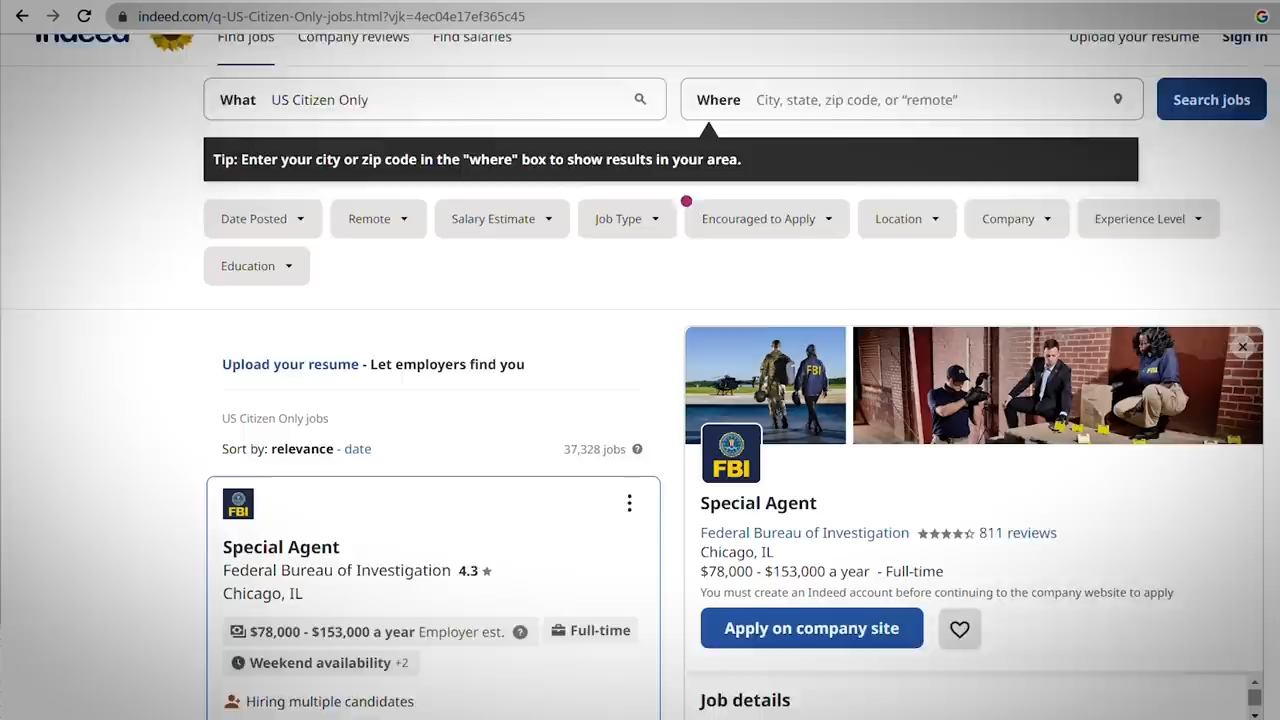 indeed.com/q-US-Citizen-Only-jobs.html?vjk=4ec04e17ef365c45
indeed Find jobs Company reviews Find salaries Upload your resume Sign in
What US Citizen Only Where City, state, zip code, or “remote” Search jobs
Tip: Enter your city or zip code in the "where" box to show results in your area.
Date Posted Remote Salary Estimate Job Type Encouraged to Apply Location Company Experience Level
Education
Upload your resume - Let employers find you
US Citizen Only jobs
Sort by: relevance - date 37,328 jobs
FBI
Special Agent
Federal Bureau of Investigation 4.3
Chicago, IL
$78,000 - $153,000 a year Employer est. Full-time
Weekend availability +2
Hiring multiple candidates
FBI
FBI
Special Agent
Federal Bureau of Investigation 811 reviews
Chicago, IL
$78,000 - $153,000 a year - Full-time
You must create an Indeed account before continuing to the company website to apply
Apply on company site
Job details